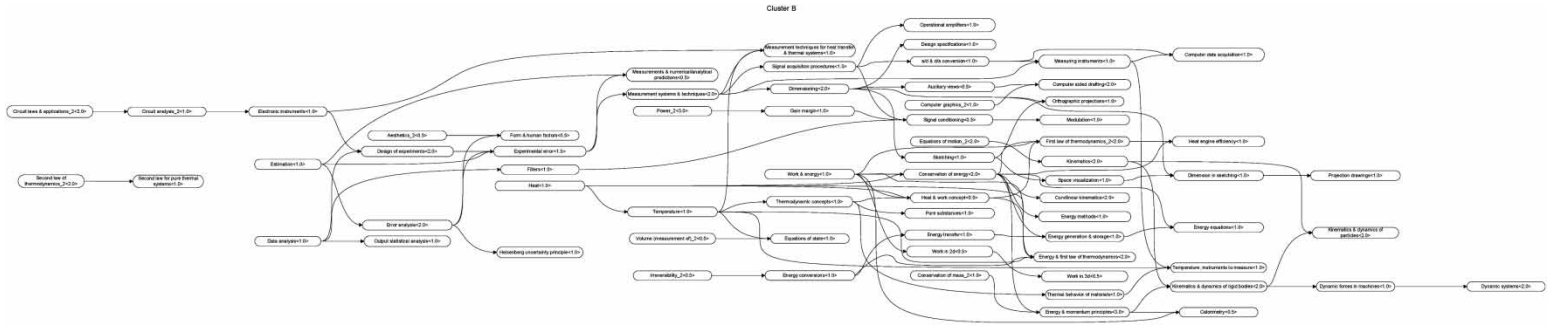 Cluster B
Operational amplifiers<1.0>
Design specifications<1.0>
Measurement techniques for heat transfer
& thermal systems<1.0>
Computer data acquisition<1.0>
a/d & d/a conversion<1.0>
Measuring instruments<1.0>
Signal acquisition procedures<1.0>
Measurements & numerical/analytical
predictions<0.0>
Auxiliary views<0.5>
Computer aided drafting<2.0>
Dimensioning<2.0>
Measurement systems & techniques<2.0>
Computer graphics_2<1.0>
Orthographic projections<1.0>
Circuit laws & applications_2<2.0>
Circuit analysis_2<1.0>
Electronic instruments<1.0>
Power_2<3.0>
Gain margin<1.0>
Signal conditioning<0.5>
Modulation<1.0>
Aesthetics_2<0.5>
Form & human factors<0.5>
Equations of motion_2<2.0>
First law of thermodynamics_2<2.0>
Heat engine efficiency<1.0>
Design of experiments<2.0>
Experimental error<1.0>
Sketching<1.0>
Kinematics<2.0>
Estimation<1.0>
Filters<1.0>
Work & energy<1.0>
Conservation of energy<2.0>
Space visualization<1.0>
Dimension in sketching<1.0>
Projection drawings<1.0>
Second law of
thermodynamics_2<2.0>
Second law for pure thermal
systems<1.0>
Heat<1.0>
Thermodynamic concepts<1.0>
Heat & work concept<0.5>
Curvilinear kinematics<2.0>
Temperature<1.0>
Pure substances<1.0>
Energy methods<1.0>
Error analysis<2.0>
Energy equations<1.0>
Kinematics & dynamics of
particles<2.0>
Data analysis<1.0>
Output statistical analysis<1.0>
Volume (measurement of)_2<0.5>
Equations of state<1.0>
Energy transfer<1.0>
Energy generation & storage<1.0>
Heisenberg uncertainty principle<1.0>
Work is 2d<0.5>
Energy & first law of thermodynamics<2.0>
Irreversibility_2<0.0>
Energy conversions<1.0>
Conservation of mass_2<1.0>
Work is 3d<0.5>
Temperature, instruments to measure<1.0>
Thermal behavior of materials<1.0>
Kinematics & dynamics of rigid bodies<2.0>
Dynamic forces in machines<1.0>
Dynamic systems<2.0>
Energy & momentum principles<3.0>
Calorimetry<0.5>